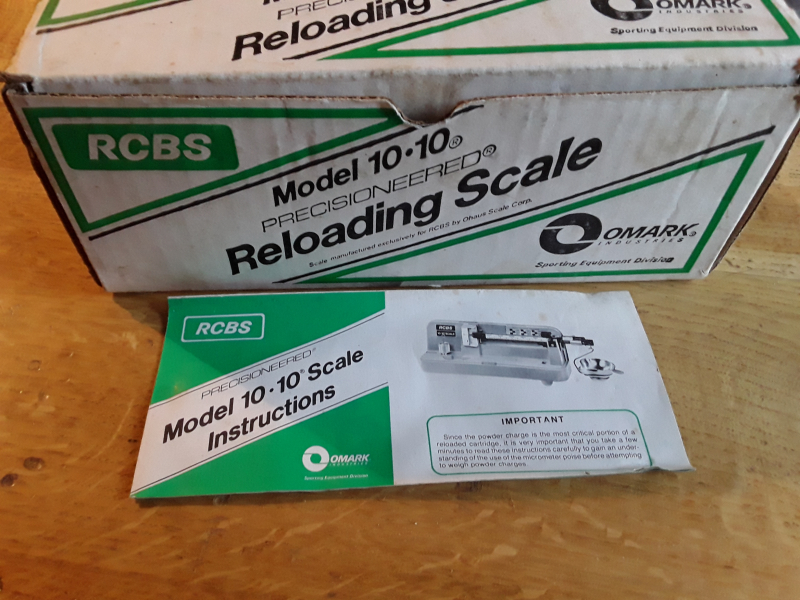 PRECISIONEERED
Reloading Scale
OMARK®
INDUSTRIES
Sporting Equipment Division
RCBS
Model 10·10®
PRECISIONEERED®
Reloading Scale
Scale manufactured exclusively for RCBS by Ohaus Scale Corp.
OMARK®
INDUSTRIES
Sporting Equipment Division
RCBS
PRECISIONEERED®
Model 10·10® Scale
Instructions
OMARK
INDUSTRIES
Sporting Equipment Division
RCBS
IMPORTANT
Since the powder charge is the most critical portion of a
reloaded cartridge, it is very important that you take a few
minutes to read these instructions carefully to gain an under-
standing of the use of the micrometer poise before attempting
to weigh powder charges.